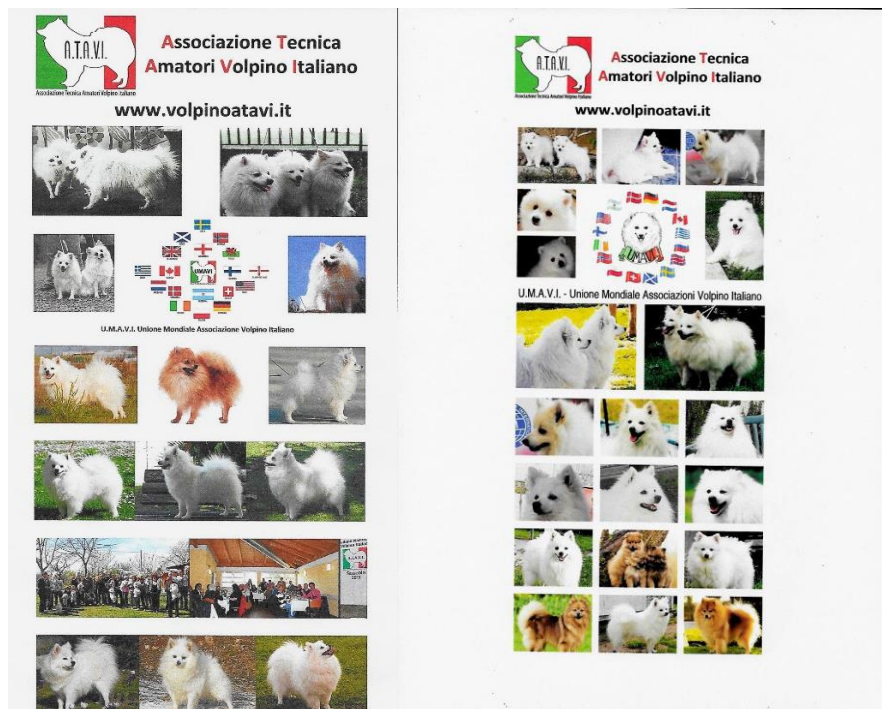 A.T.A.V.I.
Associazione Tecnica Amatori Volpino Italiano
Associazione Tecnica
Amatori Volpino Italiano
www.volpinoatavi.it
UMAVI
U.M.A.V.I. Unione Mondiale Associazione Volpino Italiano
A.T.A.V.I.
Associazione Tecnica Amatori Volpino Italiano
Associazione Tecnica
Amatori Volpino Italiano
www.volpinoatavi.it
UMAVI
U.M.A.V.I. - Unione Mondiale Associazioni Volpino Italiano